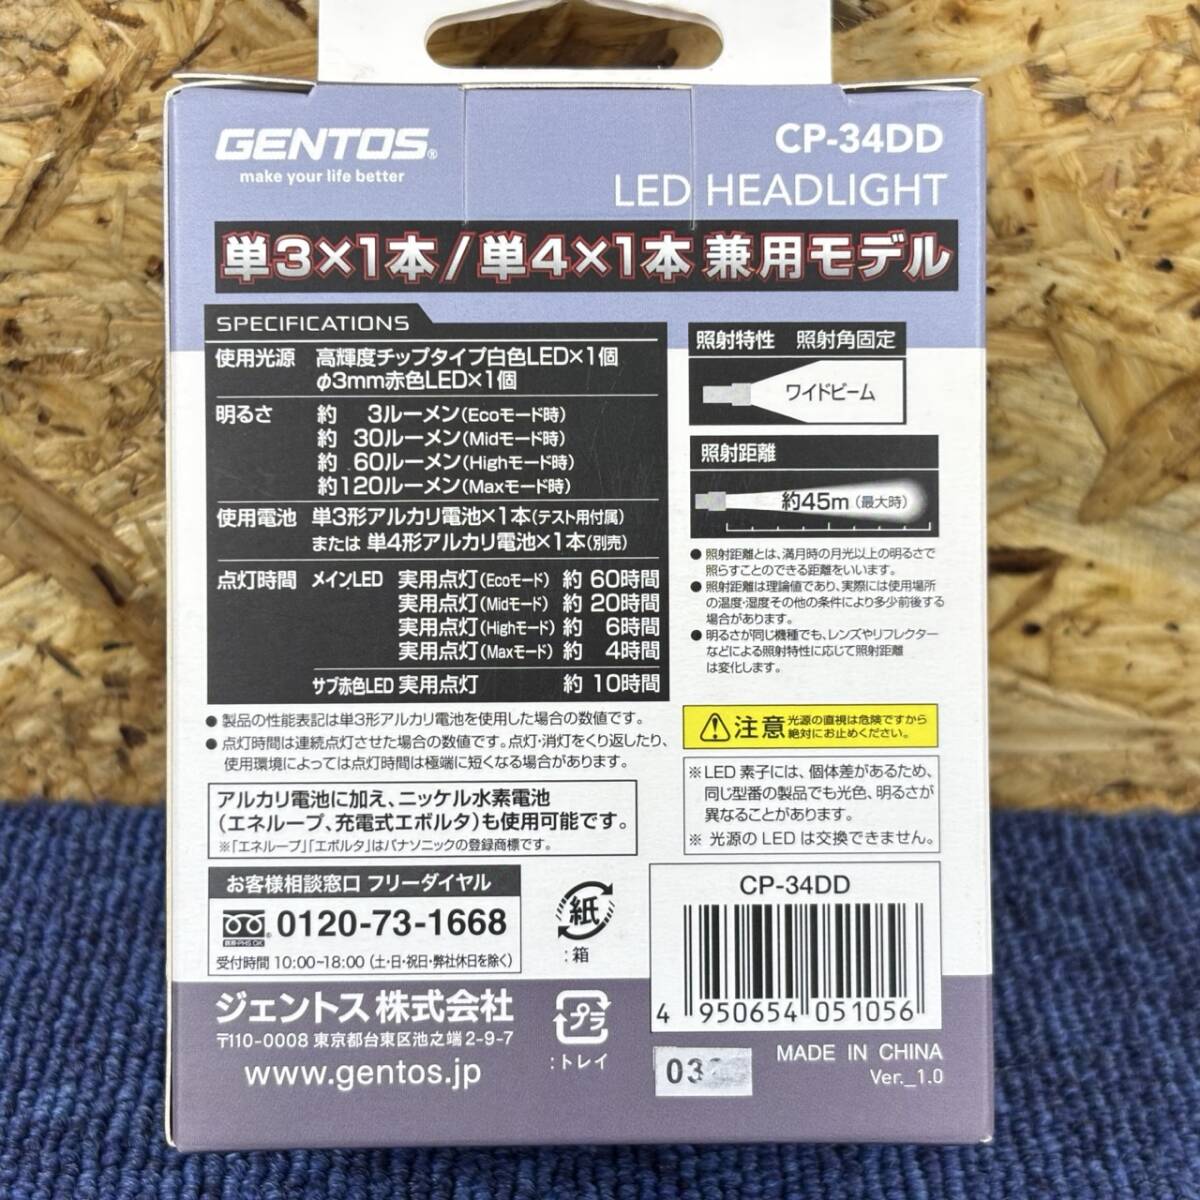 GENTOS®
make your life better
CP-34DD
LED HEADLIGHT
単3×1本/単4×1本 兼用モデル
SPECIFICATIONS
使用光源 高輝度チップタイプ白色LED×1個
φ3mm赤色LED×1個
明るさ 約 3ルーメン(Ecoモード時)
約 30ルーメン(Midモード時)
約 60ルーメン(Highモード時)
約120ルーメン(Maxモード時)
使用電池 単3形アルカリ電池×1本(テスト用付属)
または 単4形アルカリ電池×1本(別売)
点灯時間 メインLED 実用点灯(Ecoモード) 約 60時間
実用点灯(Midモード) 約 20時間
実用点灯(Highモード) 約 6時間
実用点灯(Maxモード) 約 4時間
サブ赤色LED 実用点灯 約 10時間
● 製品の性能表記は単3形アルカリ電池を使用した場合の数値です。
● 点灯時間は連続点灯させた場合の数値です。点灯・消灯をくり返したり、
使用環境によっては点灯時間は極端に短くなる場合があります。
アルカリ電池に加え、ニッケル水素電池
(エネループ、充電式エボルタ)も使用可能です。
※「エネループ」「エボルタ」はパナソニックの登録商標です。
お客様相談窓口 フリーダイヤル
携帯・PHS OK
0120-73-1668
受付時間 10:00~18:00 (土・日・祝日・弊社休日を除く)
紙
:箱
ジェントス 株式会社
〒110-0008 東京都台東区池之端 2-9-7
www.gentos.jp
プラ
:トレイ
照射特性 照射角固定
ワイドビーム
照射距離
約45m (最大時)
● 照射距離とは、満月時の月光以上の明るさで
照らすことのできる距離をいいます。
● 照射距離は理論値であり、実際には使用場所
の温度・湿度その他の条件により多少前後する
場合があります。
● 明るさが同じ機種でも、レンズやリフレクター
などによる照射特性に応じて照射距離
は変化します。
注意 光源の直視は危険ですから
絶対にお止めください。
※LED 素子には、個体差があるため、
同じ型番の製品でも光色、明るさが
異なることがあります。
※ 光源の LED は交換できません。
CP-34DD
4 950654 051056
MADE IN CHINA
Ver._1.0